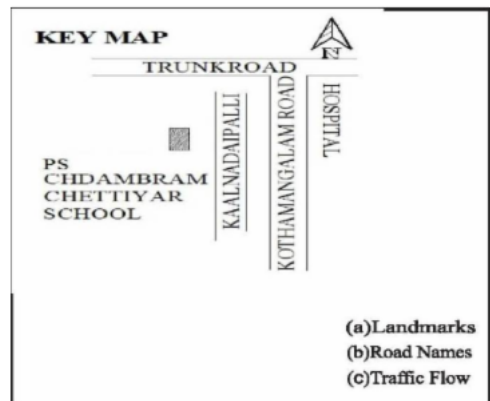 KEY MAP
N
TRUNKROAD
KAALNADAIPALLI
KOTHAMANGALAM ROAD
HOSPITAL
PS
CHDAMBRAM
CHETTIYAR
SCHOOL
(a)Landmarks
(b)Road Names
(c)Traffic Flow